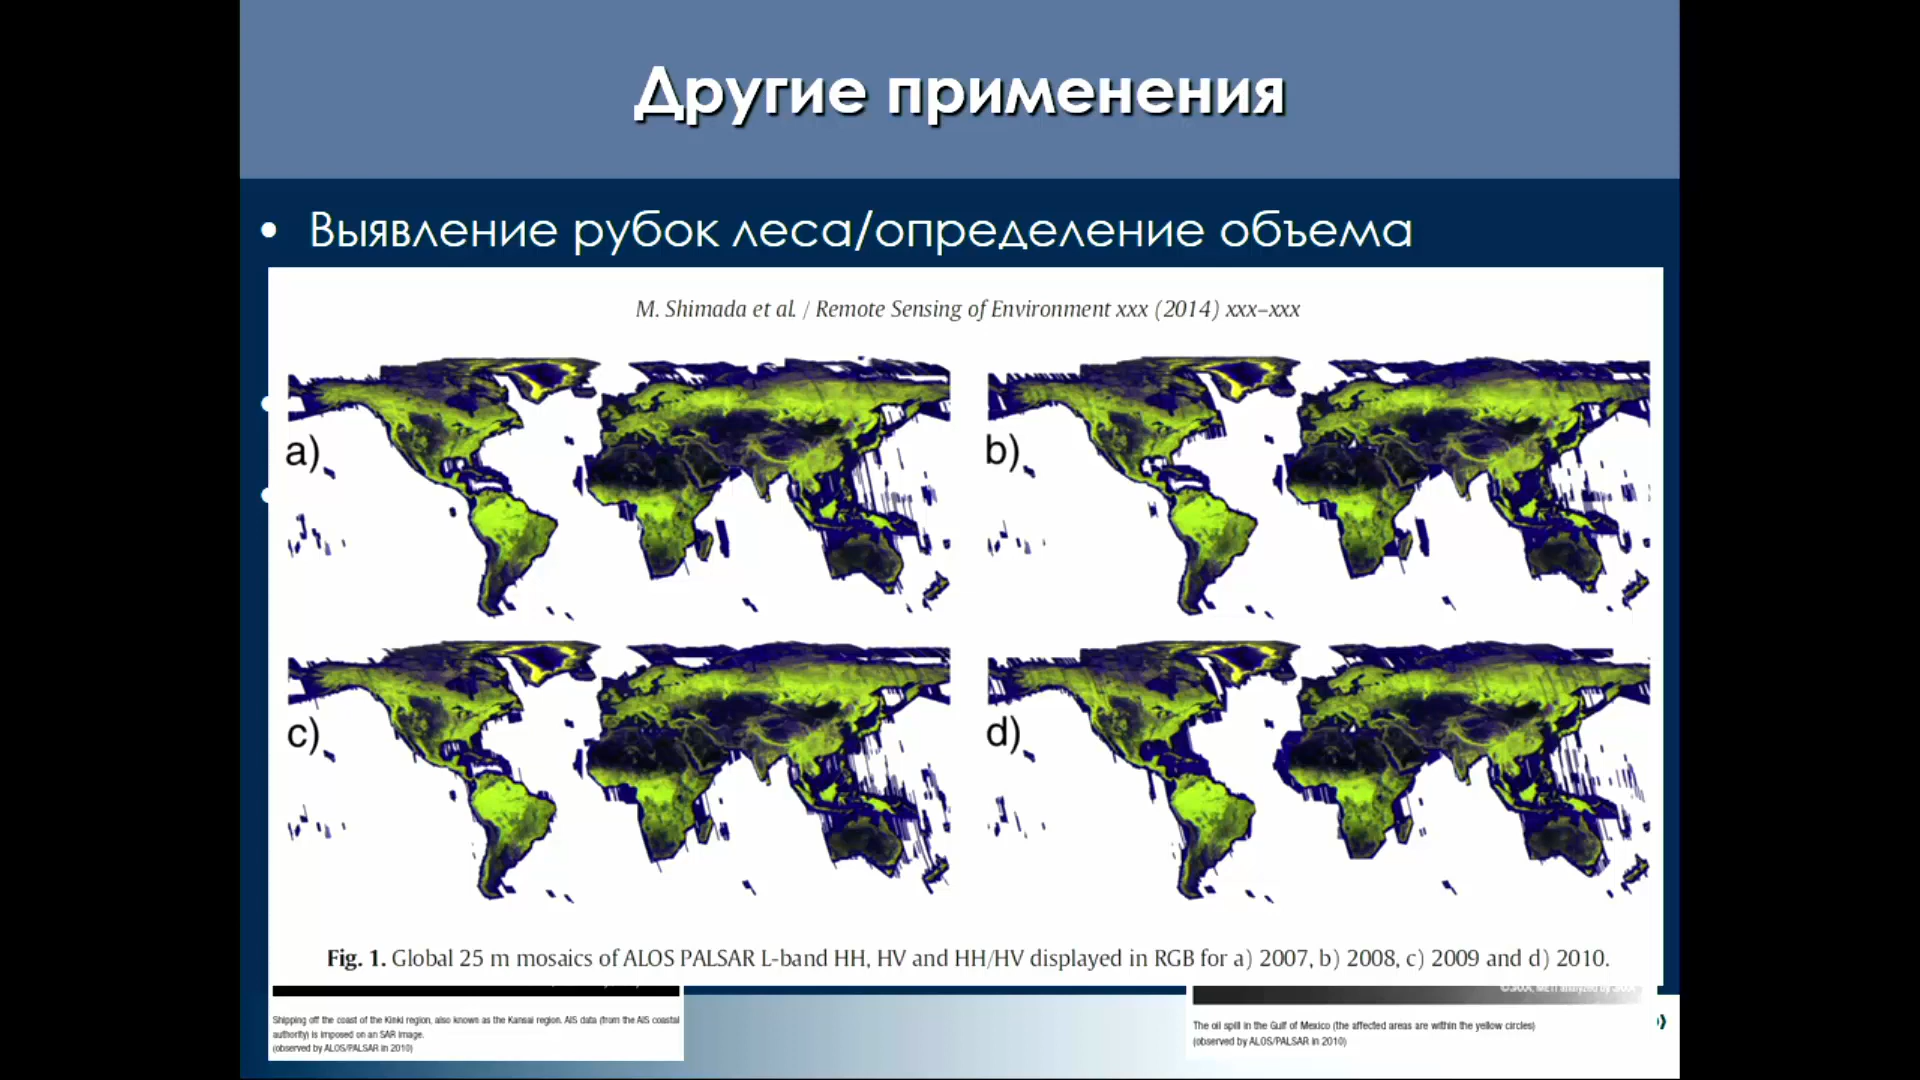 Другие применения
• Выявление рубок леса/определение объема
M. Shimada et al. / Remote Sensing of Environment xxx (2014) xxx–xxx
a)
b)
c)
d)
Fig. 1. Global 25 m mosaics of ALOS PALSAR L-band HH, HV and HH/HV displayed in RGB for a) 2007, b) 2008, c) 2009 and d) 2010.
Shipping off the coast of the Kinki region, also known as the Kansai region. AIS data (from the AIS coastal
authority) is imposed on an SAR image.
(observed by ALOS/PALSAR in 2010)
The oil spill in the Gulf of Mexico (the affected areas are within the yellow circles)
(observed by ALOS/PALSAR in 2010)